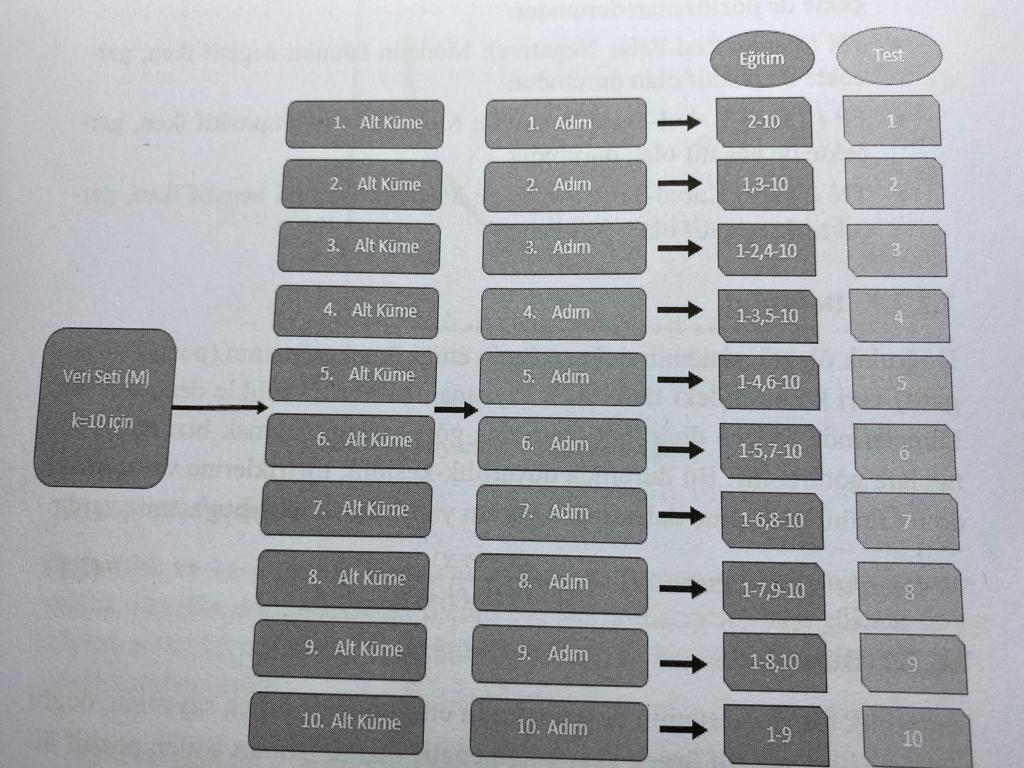 Eğitim Test
1. Alt Küme 1. Adım 2-10 1
2. Alt Küme 2. Adım 1,3-10 2
3. Alt Küme 3. Adım 1-2,4-10 3
4. Alt Küme 4. Adım 1-3,5-10 4
Veri Seti (M)
k=10 için
5. Alt Küme 5. Adım 1-4,6-10 5
6. Alt Küme 6. Adım 1-5,7-10 6
7. Alt Küme 7. Adım 1-6,8-10 7
8. Alt Küme 8. Adım 1-7,9-10 8
9. Alt Küme 9. Adım 1-8,10 9
10. Alt Küme 10. Adım 1-9 10